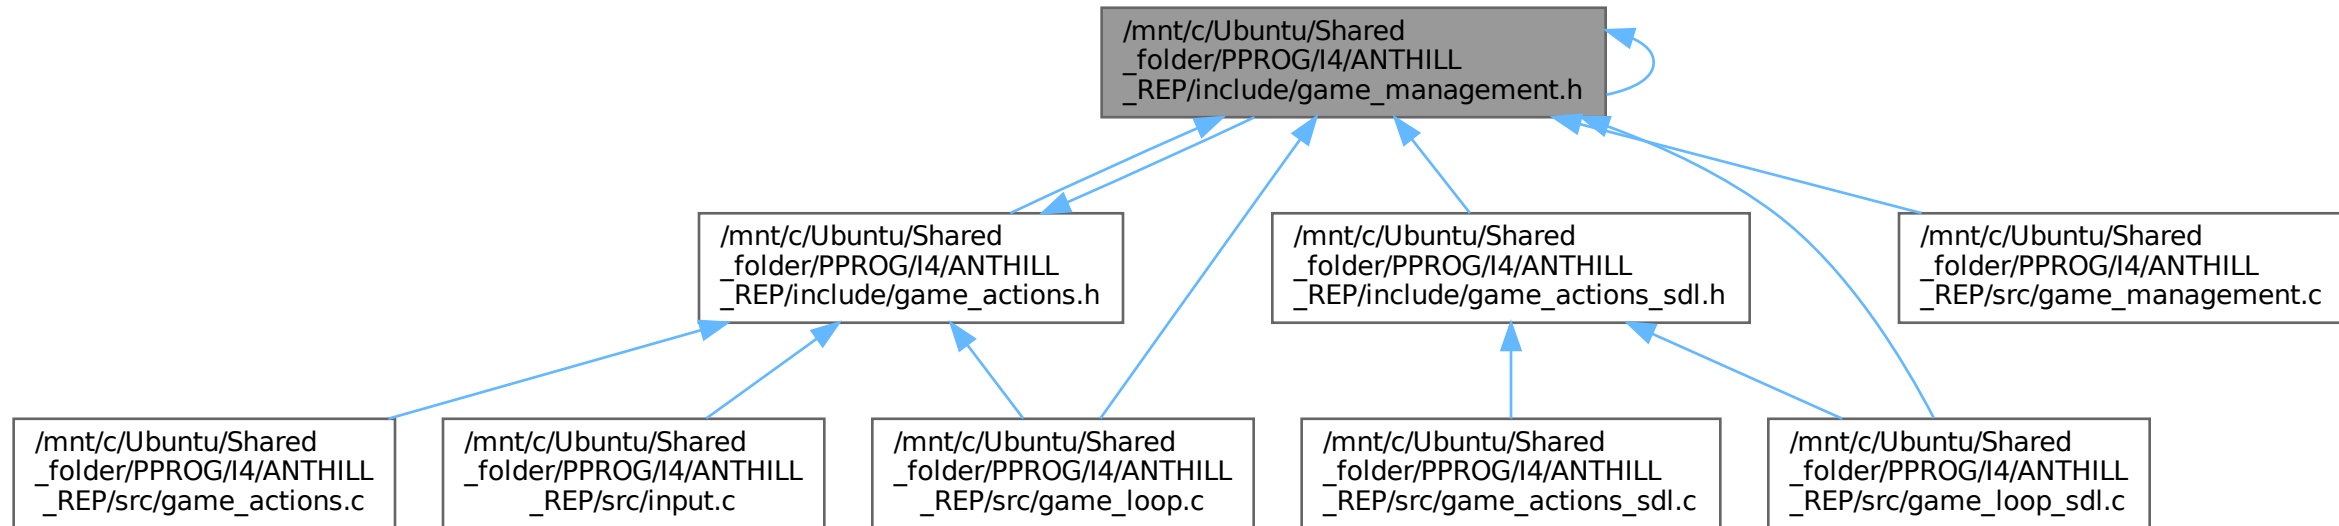 /mnt/c/Ubuntu/Shared
_folder/PPROG/I4/ANTHILL
_REP/include/game_management.h
/mnt/c/Ubuntu/Shared
_folder/PPROG/I4/ANTHILL
_REP/include/game_actions.h
/mnt/c/Ubuntu/Shared
_folder/PPROG/I4/ANTHILL
_REP/include/game_actions_sdl.h
/mnt/c/Ubuntu/Shared
_folder/PPROG/I4/ANTHILL
_REP/src/game_management.c
/mnt/c/Ubuntu/Shared
_folder/PPROG/I4/ANTHILL
_REP/src/game_actions.c
/mnt/c/Ubuntu/Shared
_folder/PPROG/I4/ANTHILL
_REP/src/input.c
/mnt/c/Ubuntu/Shared
_folder/PPROG/I4/ANTHILL
_REP/src/game_loop.c
/mnt/c/Ubuntu/Shared
_folder/PPROG/I4/ANTHILL
_REP/src/game_actions_sdl.c
/mnt/c/Ubuntu/Shared
_folder/PPROG/I4/ANTHILL
_REP/src/game_loop_sdl.c